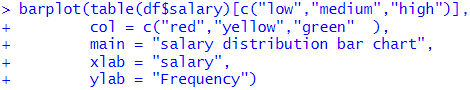 > barplot(table(df$salary)[c("low","medium","high")],
+         col = c("red","yellow","green"  ),
+         main = "salary distribution bar chart",
+         xlab = "salary",
+         ylab = "Frequency")